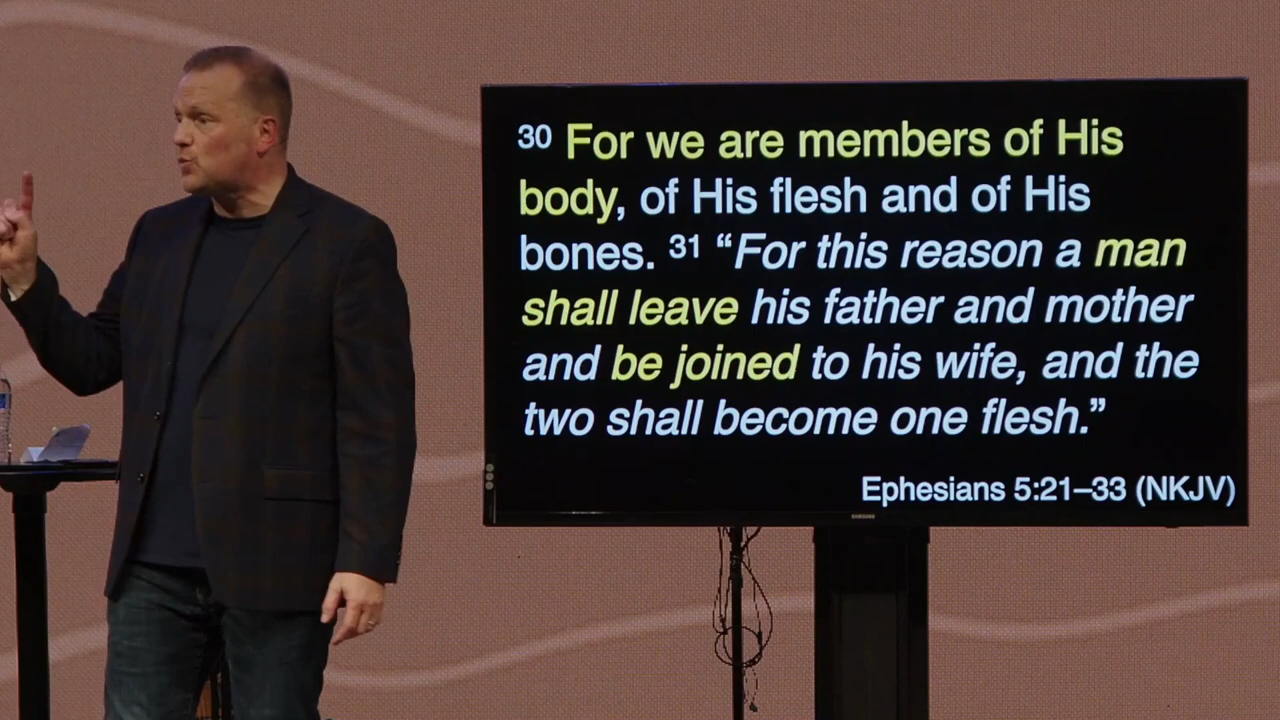 30 For we are members of His
body, of His flesh and of His
bones. 31 “For this reason a man
shall leave his father and mother
and be joined to his wife, and the
two shall become one flesh.”
Ephesians 5:21–33 (NKJV)
SAMSUNG